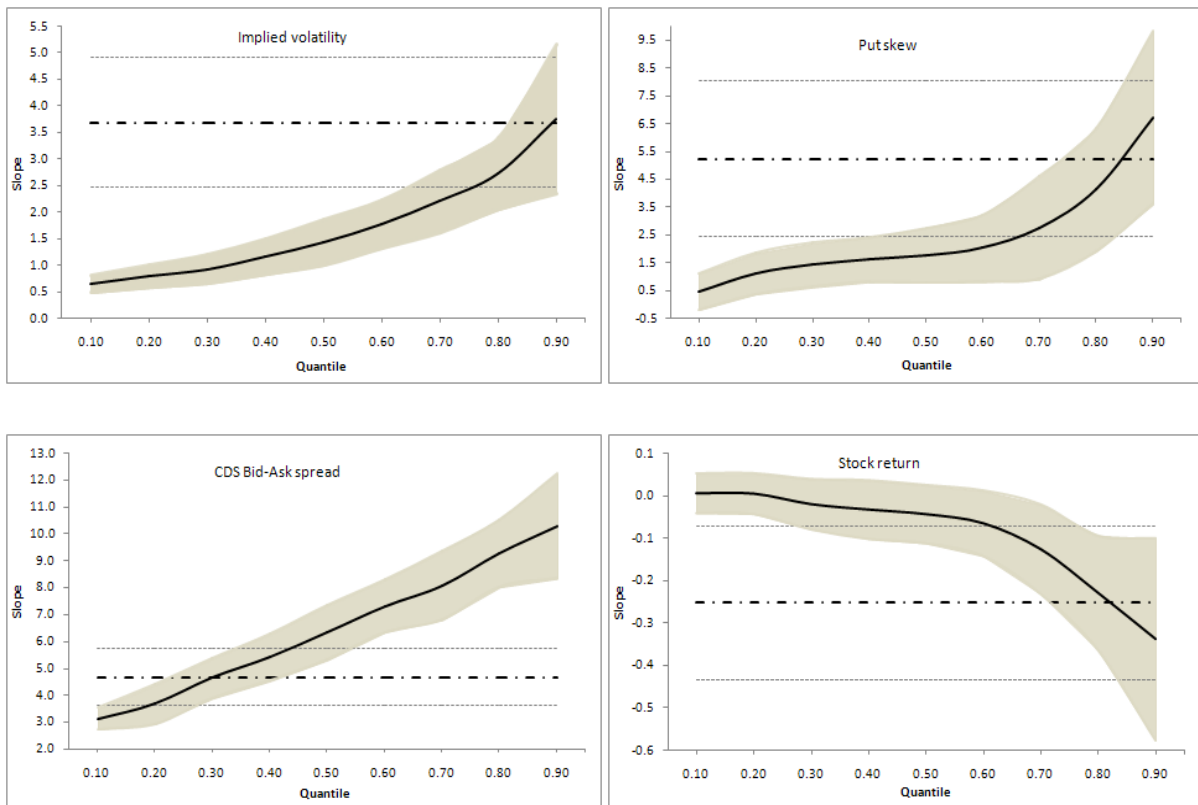 Implied volatility
5.5
5.0
4.5
4.0
3.5
3.0
2.5
2.0
1.5
1.0
0.5
0.0
Slope
0.10 0.20 0.30 0.40 0.50 0.60 0.70 0.80 0.90
Quantile
Put skew
9.5
8.5
7.5
6.5
5.5
4.5
3.5
2.5
1.5
0.5
-0.5
Slope
0.10 0.20 0.30 0.40 0.50 0.60 0.70 0.80 0.90
Quantile
CDS Bid-Ask spread
13.0
12.0
11.0
10.0
9.0
8.0
7.0
6.0
5.0
4.0
3.0
2.0
Slope
0.10 0.20 0.30 0.40 0.50 0.60 0.70 0.80 0.90
Quantile
Stock return
0.1
0.0
-0.1
-0.2
-0.3
-0.4
-0.5
-0.6
Slope
0.10 0.20 0.30 0.40 0.50 0.60 0.70 0.80 0.90
Quantile